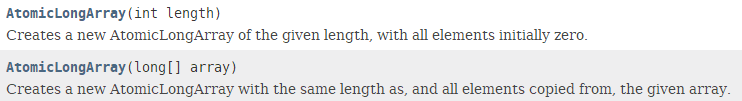 AtomicLongArray(int length)
Creates a new AtomicLongArray of the given length, with all elements initially zero.
AtomicLongArray(long[] array)
Creates a new AtomicLongArray with the same length as, and all elements copied from, the given array.